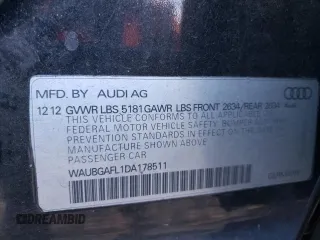 MFD. BY AUDI AG
12 12 GVWR LBS 5181 GAWR LBS FRONT 2634/REAR Audi
THIS VEHICLE CONFORMS TO ALL APPLICABLE
FEDERAL MOTOR VEHICLE SAFETY, BUMPER AND THEFT
PREVENTION STANDARDS IN EFFECT ON THE DATE OF
MANUFACTURE SHOWN ABOVE.
PASSENGER CAR
WAU8GAFL1DA178511
DREAMBID